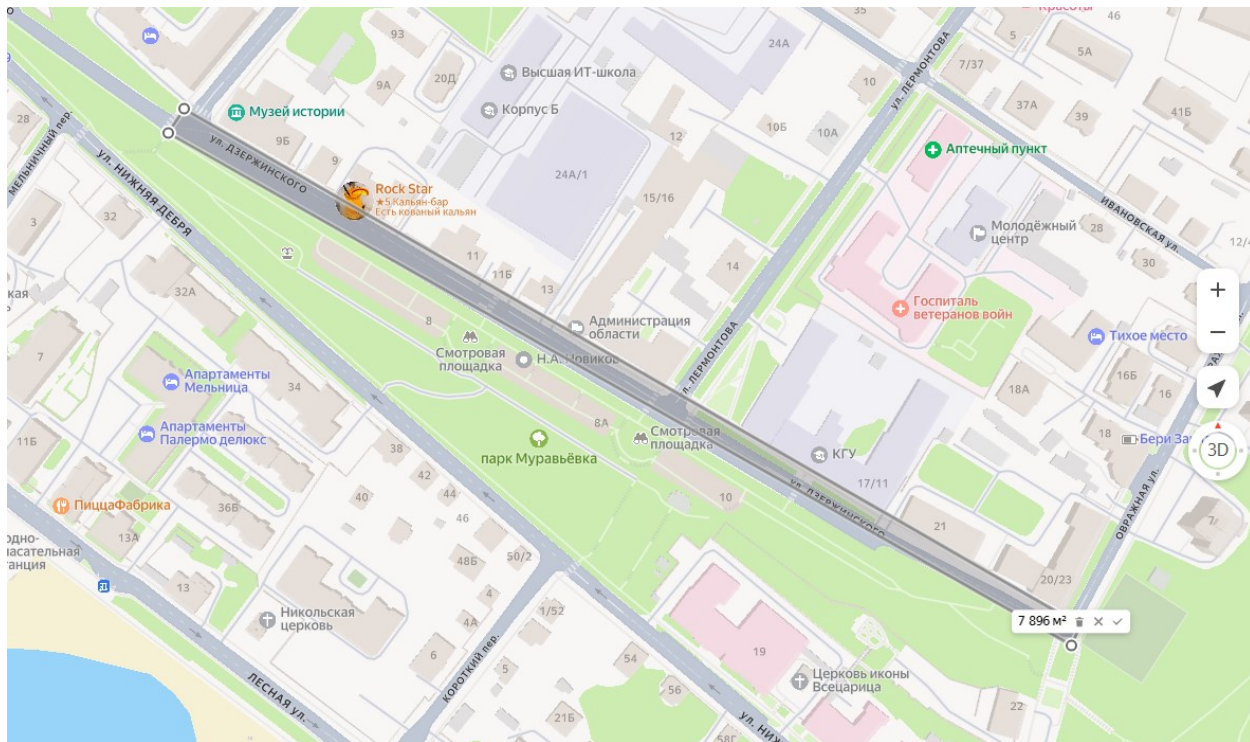 Красоты
46
35
93
24А
5
5А
ул. ЛЕРМОНТОВА
9
Высшая ИТ-школа
7/37
20Д
9А
10
37А
Корпус Б
Музей истории
28
39
41Б
МЕЛЬНИЧНЫЙ пер.
9Б
ул. ДЗЕРЖИНСКОГО
12
10Б
10А
Аптечный пункт
9
ул. НИЖНЯЯ ДЕБРЯ
24А/1
Rock Star
★5 Кальян-бар
Есть кованый кальян
15/16
ИВАНОВСКАЯ ул.
3
32
Молодёжный
центр
28
12/
11
30
11Б
14
32А
13
Госпиталь
ветеранов войн
8
Администрация
области
Тихое место
Смотровая
площадка
Н.А. Новиков
ул. ЛЕРМОНТОВА
7
Апартаменты
Мельница
34
18А
16Б
16
8А
Смотровая
площадка
11Б
Апартаменты
Палермо делюкс
18
Бери За
3D
38
парк Муравьёвка
КГУ
42
17/11
44
ул. ДЗЕРЖИНСКОГО
10
40
ПиццаФабрика
36Б
46
21
7/
ОВРАЖНАЯ ул.
13А
50/2
48Б
20/23
13
4
Никольская
церковь
1/52
7 896 м²
4А
6
КОРОТКИЙ пер.
5
54
19
Церковь иконы
Всецарица
ЛЕСНАЯ ул.
56
22
21Б
ул. НИЖ
58Г